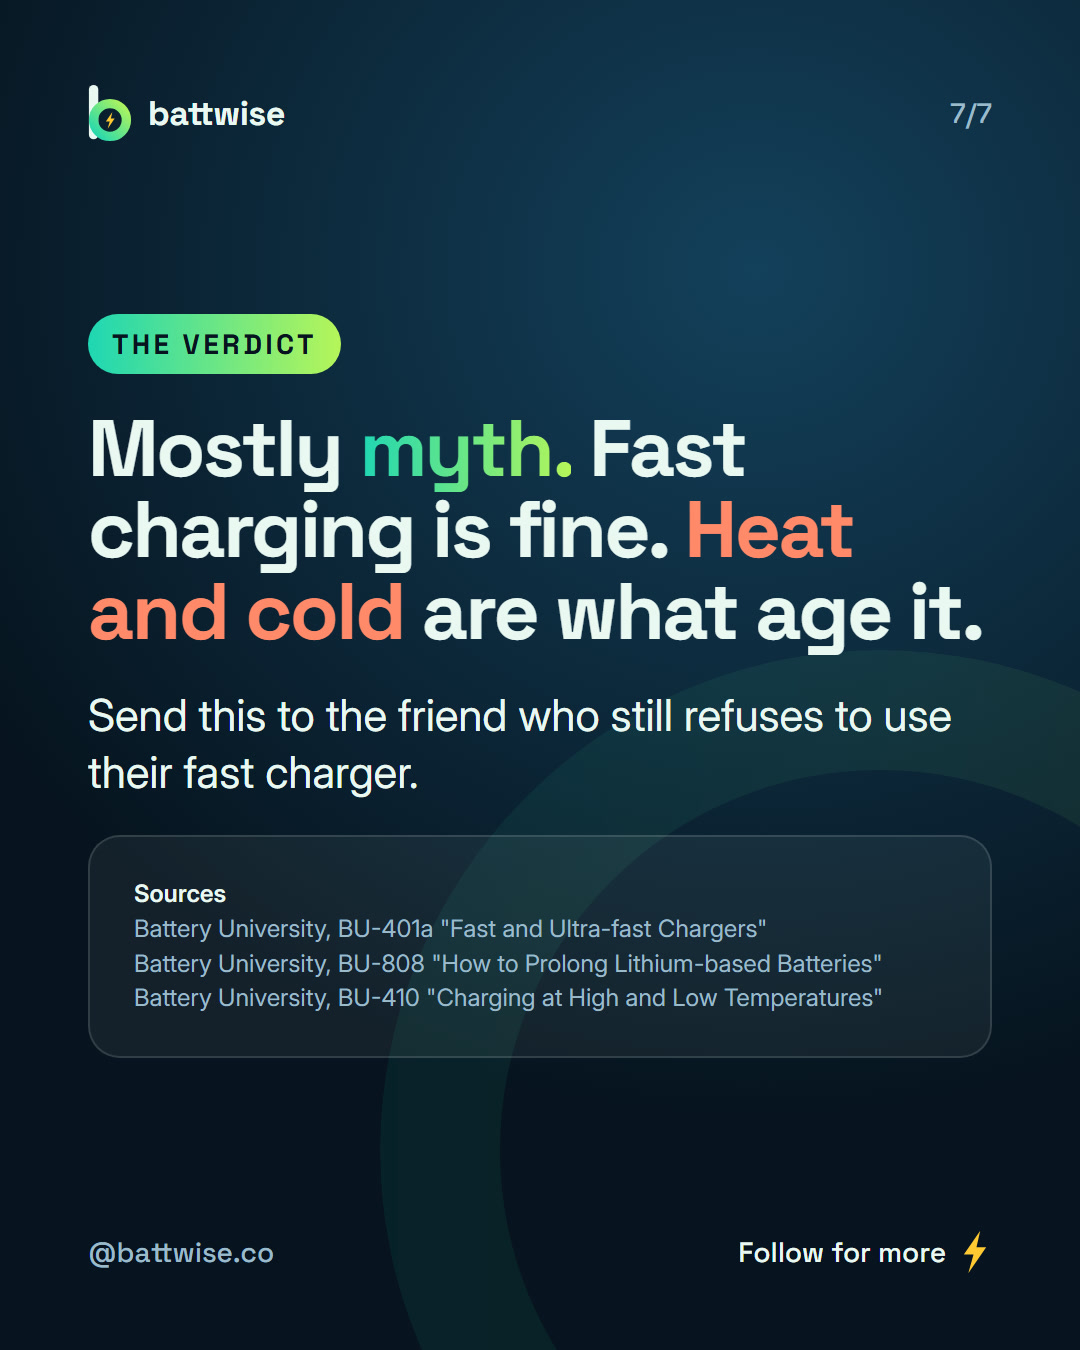 battwise
7/7
THE VERDICT
Mostly myth. Fast
charging is fine. Heat
and cold are what age it.
Send this to the friend who still refuses to use
their fast charger.
Sources
Battery University, BU-401a "Fast and Ultra-fast Chargers"
Battery University, BU-808 "How to Prolong Lithium-based Batteries"
Battery University, BU-410 "Charging at High and Low Temperatures"
@battwise.co
Follow for more